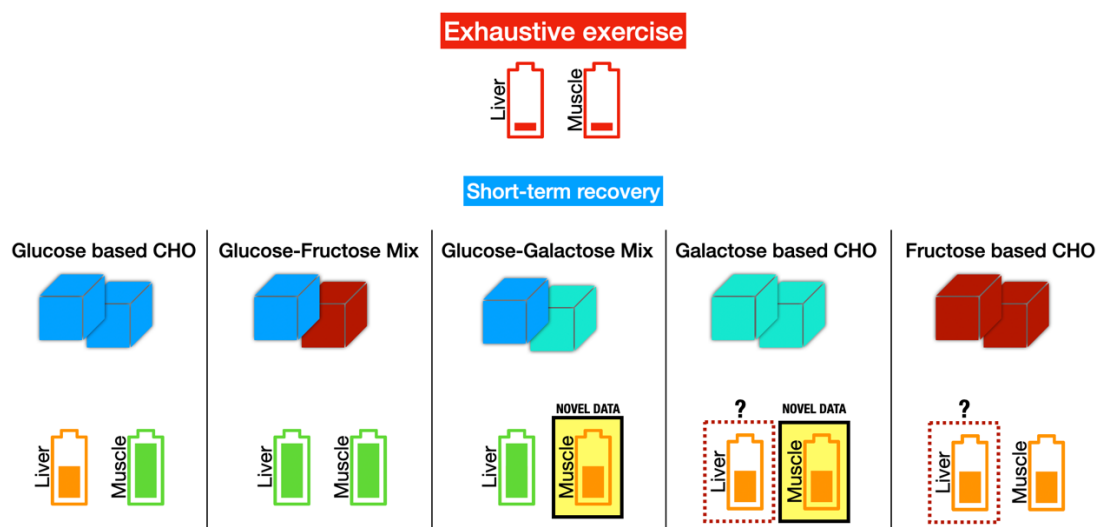 Exhaustive exercise
Liver
Muscle
Short-term recovery
Glucose based CHO
Glucose-Fructose Mix
Glucose-Galactose Mix
Galactose based CHO
Fructose based CHO
NOVEL DATA
?
NOVEL DATA
?
Liver
Muscle
Liver
Muscle
Liver
Muscle
Liver
Muscle
Liver
Muscle